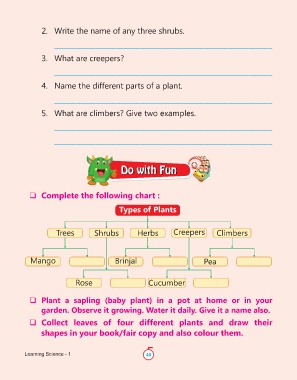 2. Write the name of any three shrubs.
3. What are creepers?
4. Name the different parts of a plant.
5. What are climbers? Give two examples.
Do with Fun
❑ Complete the following chart :
Types of Plants
Trees Shrubs Herbs Creepers Climbers
Mango Brinjal Pea
Rose Cucumber
❑ Plant a sapling (baby plant) in a pot at home or in your
garden. Observe it growing. Water it daily. Give it a name also.
❑ Collect leaves of four different plants and draw their
shapes in your book/fair copy and also colour them.
Learning Science - 1